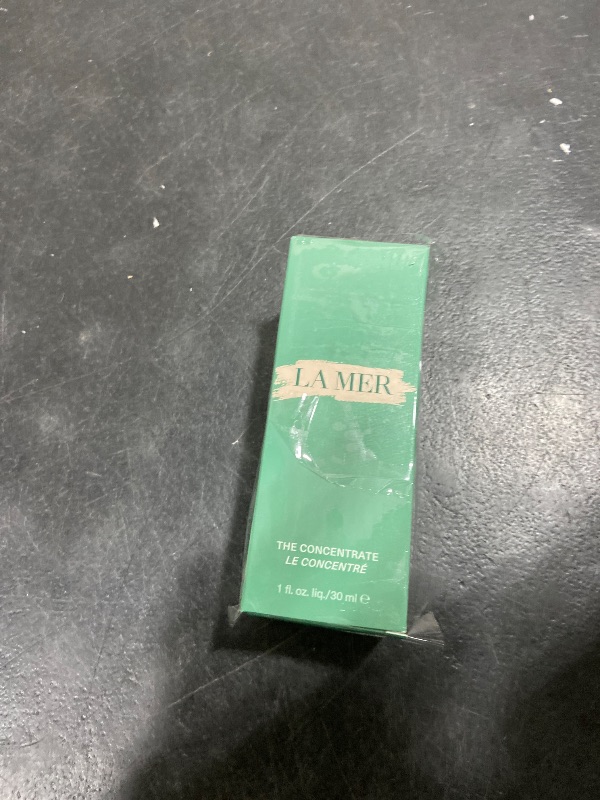 LA MER
THE CONCENTRATE
LE CONCENTRÉ
1 fl. oz. liq./30 ml ℮